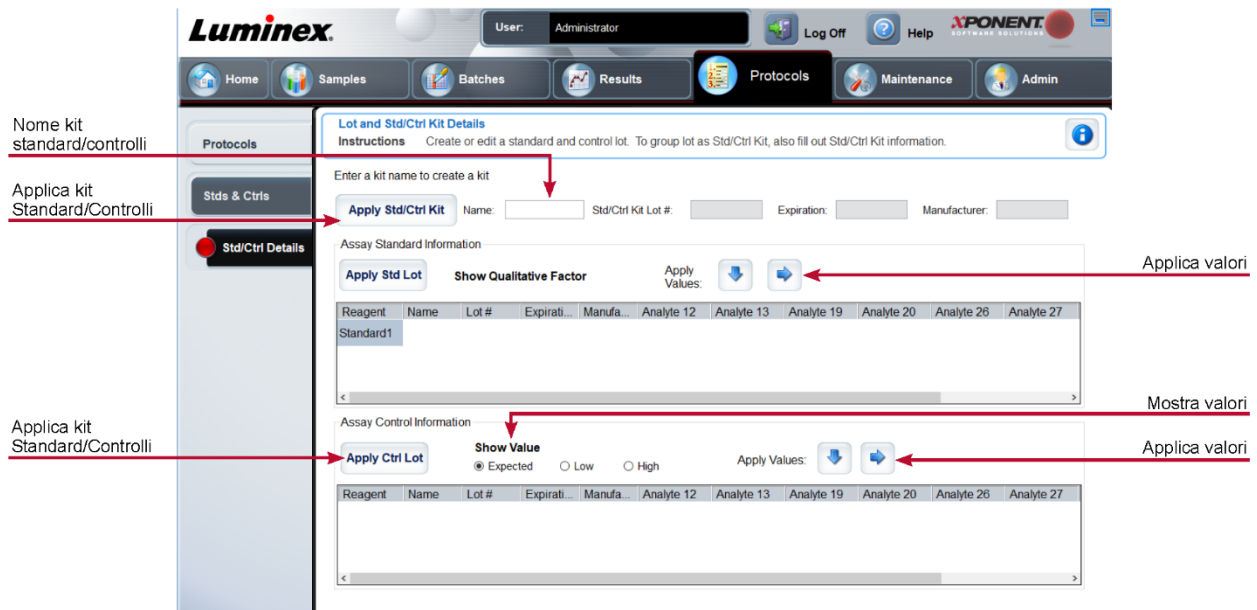 Luminex.
User: Administrator
Log Off
Help
XPONENT.
SOFTWARE SOLUTIONS
Home
Samples
Batches
Results
Protocols
Maintenance
Admin
Nome kit
standard/controlli
Applica kit
Standard/Controlli
Applica kit
Standard/Controlli
Protocols
Stds & Ctrls
Std/Ctrl Details
Lot and Std/Ctrl Kit Details
Instructions Create or edit a standard and control lot. To group lot as Std/Ctrl Kit, also fill out Std/Ctrl Kit information.
Enter a kit name to create a kit
Apply Std/Ctrl Kit Name: Std/Ctrl Kit Lot #: Expiration: Manufacturer:
Assay Standard Information
Apply Std Lot Show Qualitative Factor Apply
Values:
Reagent Name Lot # Expirati... Manufa... Analyte 12 Analyte 13 Analyte 19 Analyte 20 Analyte 26 Analyte 27
Standard1
Assay Control Information
Apply Ctrl Lot
Show Value
Expected Low High Apply Values:
Reagent Name Lot # Expirati... Manufa... Analyte 12 Analyte 13 Analyte 19 Analyte 20 Analyte 26 Analyte 27
Applica valori
Mostra valori
Applica valori